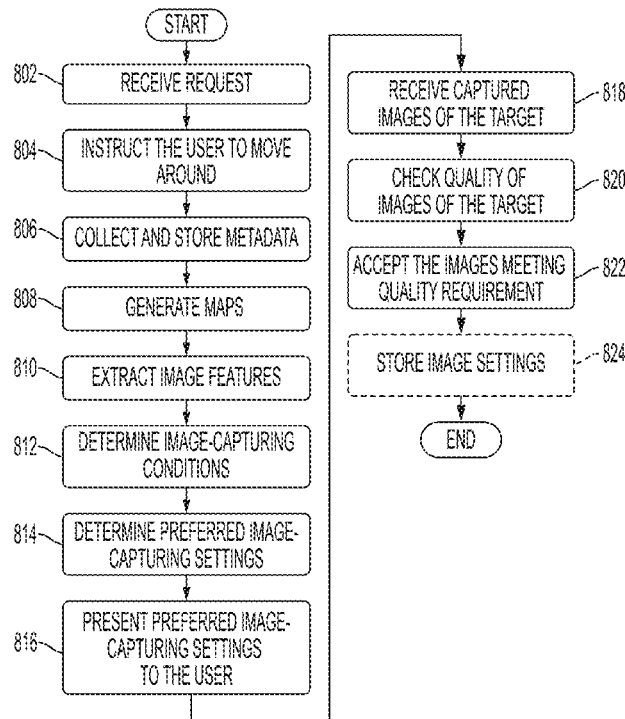 START
802
RECEIVE REQUEST
804
INSTRUCT THE USER TO MOVE
AROUND
806
COLLECT AND STORE METADATA
808
GENERATE MAPS
810
EXTRACT IMAGE FEATURES
812
DETERMINE IMAGE-CAPTURING
CONDITIONS
814
DETERMINE PREFERRED IMAGE-
CAPTURING SETTINGS
816
PRESENT PREFERRED IMAGE-
CAPTURING SETTINGS
TO THE USER
RECEIVE CAPTURED
IMAGES OF THE TARGET
818
CHECK QUALITY OF
IMAGES OF THE TARGET
820
ACCEPT THE IMAGES MEETING
QUALITY REQUIREMENT
822
STORE IMAGE SETTINGS
824
END